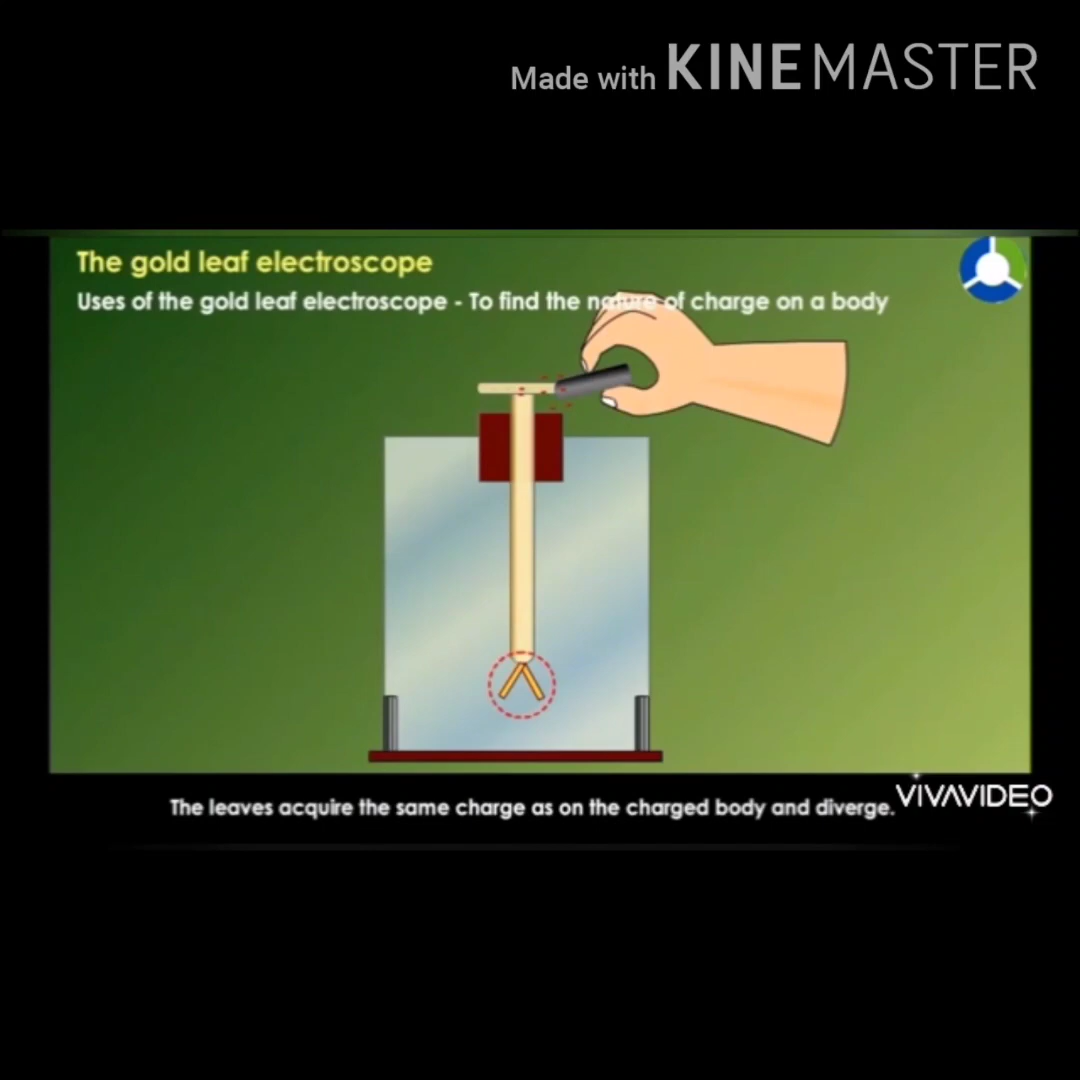 Made with KINEMASTER
The gold leaf electroscope
Uses of the gold leaf electroscope - To find the nature of charge on a body
The leaves acquire the same charge as on the charged body and diverge.
VIVAVIDEO